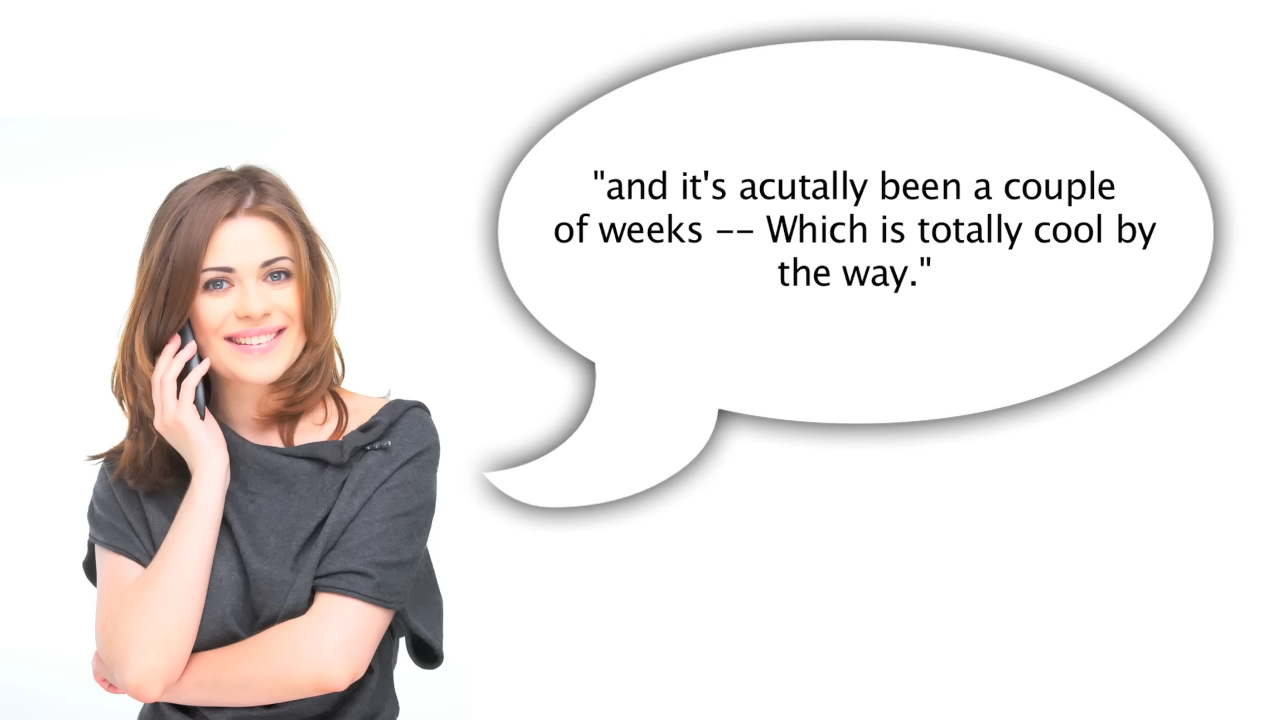 "and it's acutally been a couple
of weeks -- Which is totally cool by
the way."